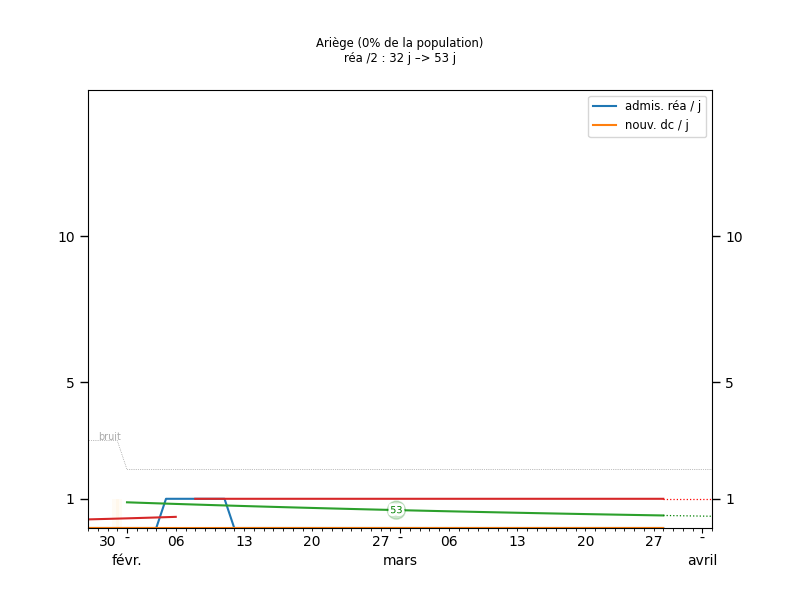 Ariège (0% de la population)
réa /2 : 32 j –> 53 j
admis. réa / j
nouv. dc / j
10 10
5 5
bruit
1 1
53
30 - 06 13 20 27 - 06 13 20 27 -
févr. mars avril